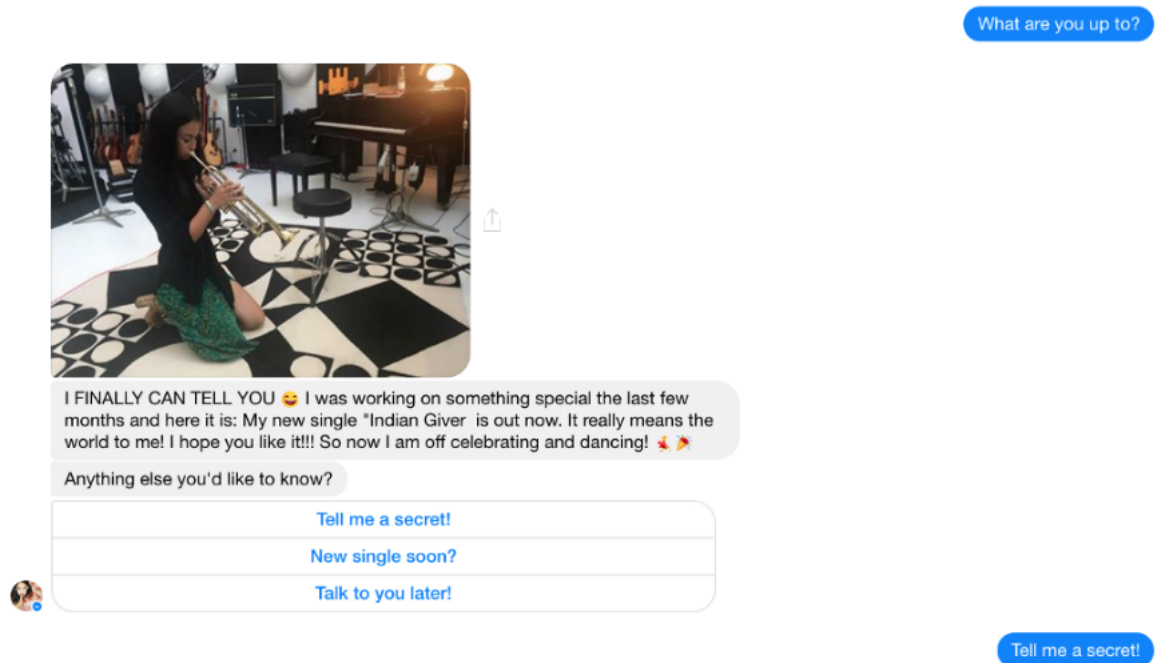 What are you up to?
I FINALLY CAN TELL YOU 😄 I was working on something special the last few
months and here it is: My new single "Indian Giver  is out now. It really means the
world to me! I hope you like it!!! So now I am off celebrating and dancing! 💃 🎉
Anything else you'd like to know?
Tell me a secret!
New single soon?
Talk to you later!
Tell me a secret!